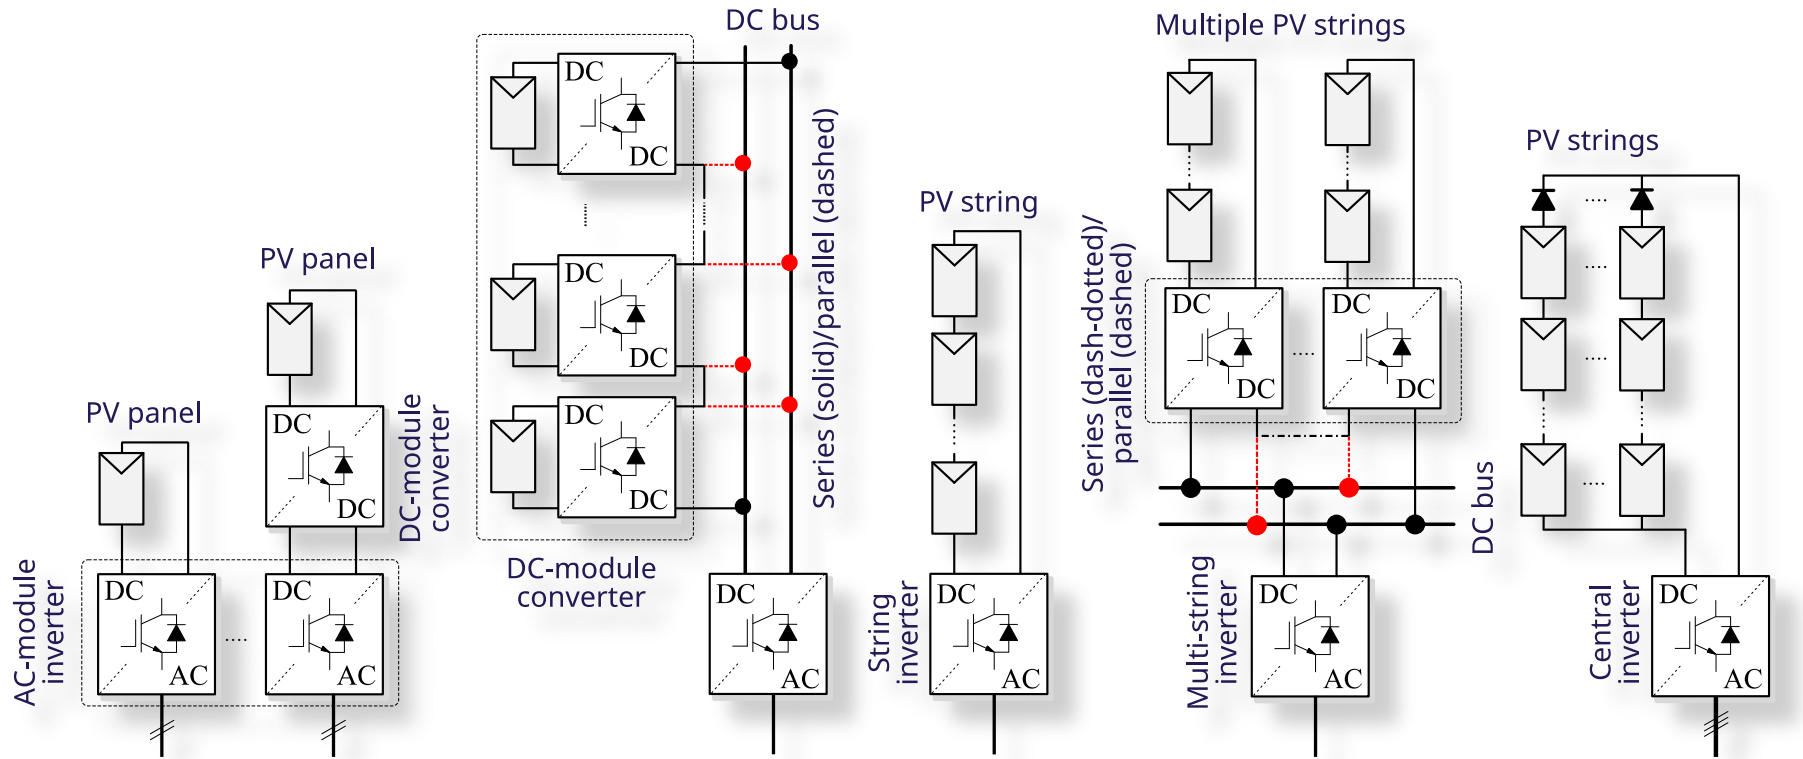 PV panel
DC
AC
AC-module
inverter
PV panel
DC
DC
DC-module
converter
DC
AC
DC
DC
DC
DC
DC
DC
DC-module
converter
DC bus
Series (solid)/parallel (dashed)
DC
AC
PV string
String
inverter
DC
AC
Multiple PV strings
Series (dash-dotted)/
parallel (dashed)
DC
DC
DC
DC
DC bus
Multi-string
inverter
DC
AC
PV strings
Central
inverter
DC
AC